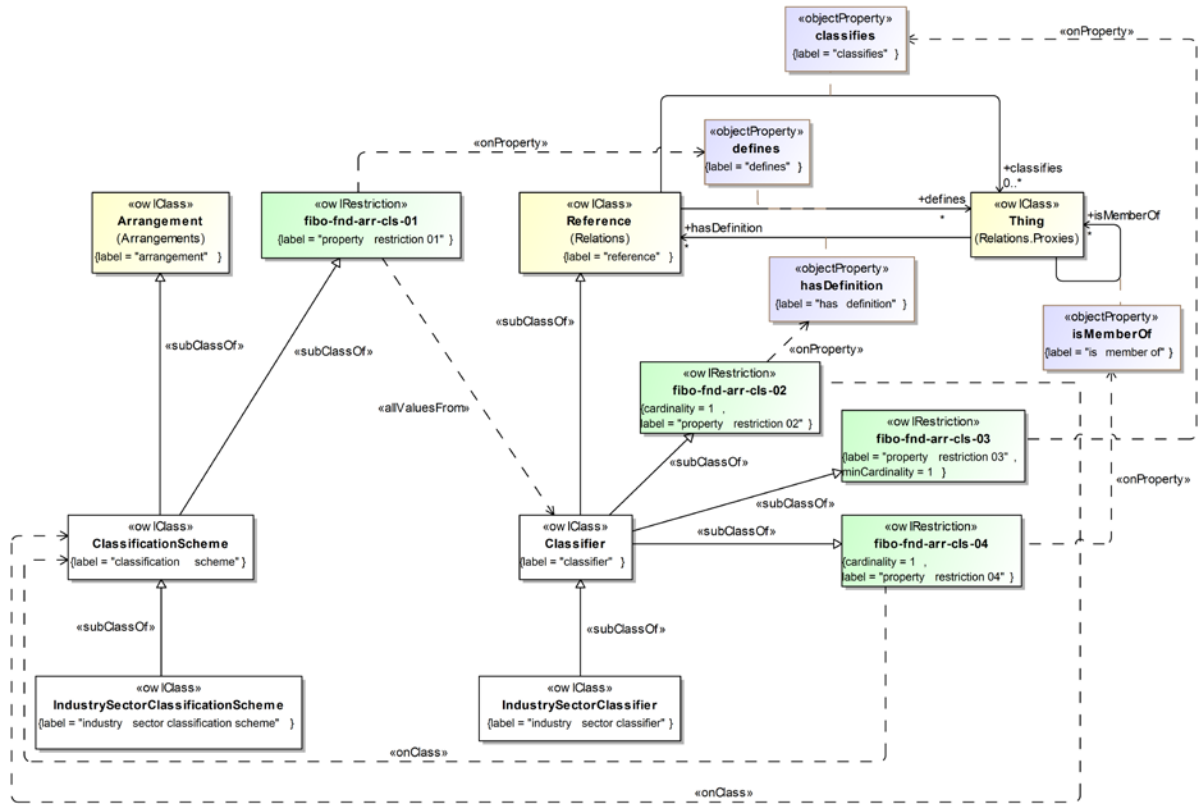 «objectProperty»
classifies
{label = "classifies" }
«onProperty»
«objectProperty»
defines
{label = "defines" }
«onProperty»
+classifies
0..*
«owlClass»
Arrangement
(Arrangements)
{label = "arrangement" }
«owlRestriction»
fibo-fnd-arr-cls-01
{label = "property restriction 01" }
«owlClass»
Reference
(Relations)
{label = "reference" }
+defines
*
+hasDefinition
*
«owlClass»
Thing
(Relations.Proxies)
+isMemberOf
*
«objectProperty»
hasDefinition
{label = "has definition" }
«objectProperty»
isMemberOf
{label = "is member of" }
«subClassOf»
«subClassOf»
«subClassOf»
«onProperty»
«allValuesFrom»
«owlRestriction»
fibo-fnd-arr-cls-02
{cardinality = 1 ,
label = "property restriction 02" }
«subClassOf»
«owlRestriction»
fibo-fnd-arr-cls-03
{label = "property restriction 03" ,
minCardinality = 1 }
«onProperty»
«subClassOf»
«subClassOf»
«owlClass»
ClassificationScheme
{label = "classification scheme" }
«owlClass»
Classifier
{label = "classifier" }
«owlRestriction»
fibo-fnd-arr-cls-04
{cardinality = 1 ,
label = "property restriction 04" }
«subClassOf»
«subClassOf»
«owlClass»
IndustrySectorClassificationScheme
{label = "industry sector classification scheme" }
«owlClass»
IndustrySectorClassifier
{label = "industry sector classifier" }
«onClass»
«onClass»